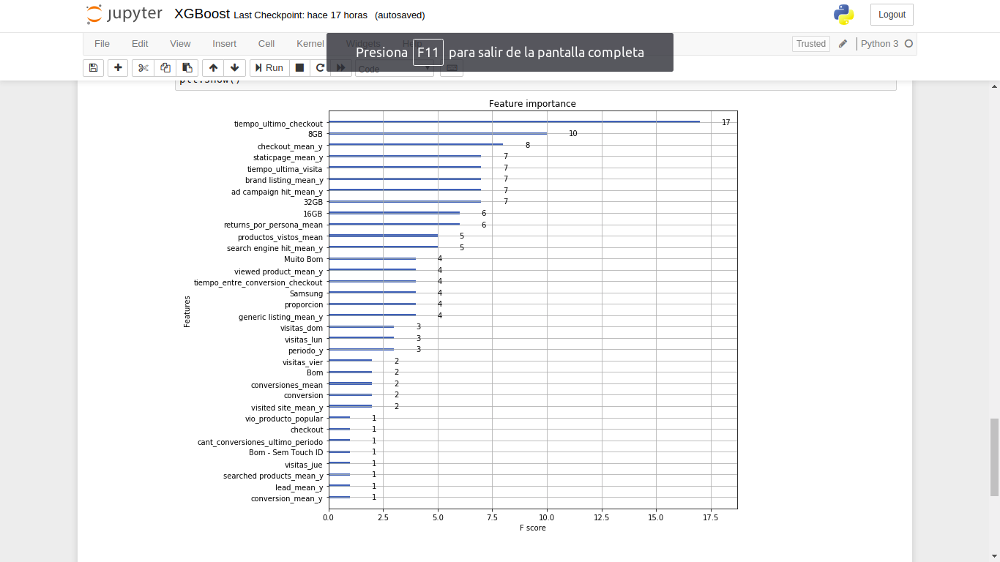 jupyter XGBoost Last Checkpoint: hace 17 horas (autosaved) Logout
File Edit View Insert Cell Kernel Widgets Help Trusted Python 3
Presiona F11 para salir de la pantalla completa
Run Code
plt.show()
Feature importance
tiempo_ultimo_checkout 17
8GB 10
checkout_mean_y 8
staticpage_mean_y 7
tiempo_ultima_visita 7
brand listing_mean_y 7
ad campaign hit_mean_y 7
32GB 7
16GB 6
returns_por_persona_mean 6
productos_vistos_mean 5
search engine hit_mean_y 5
Muito Bom 4
viewed product_mean_y 4
tiempo_entre_conversion_checkout 4
Samsung 4
proporcion 4
generic listing_mean_y 4
visitas_dom 3
visitas_lun 3
periodo_y 3
visitas_vier 2
Bom 2
conversiones_mean 2
conversion 2
visited site_mean_y 2
vio_producto_popular 1
checkout 1
cant_conversiones_ultimo_periodo 1
Bom - Sem Touch ID 1
visitas_jue 1
searched products_mean_y 1
lead_mean_y 1
conversion_mean_y 1
Features
0.0 2.5 5.0 7.5 10.0 12.5 15.0 17.5
F score